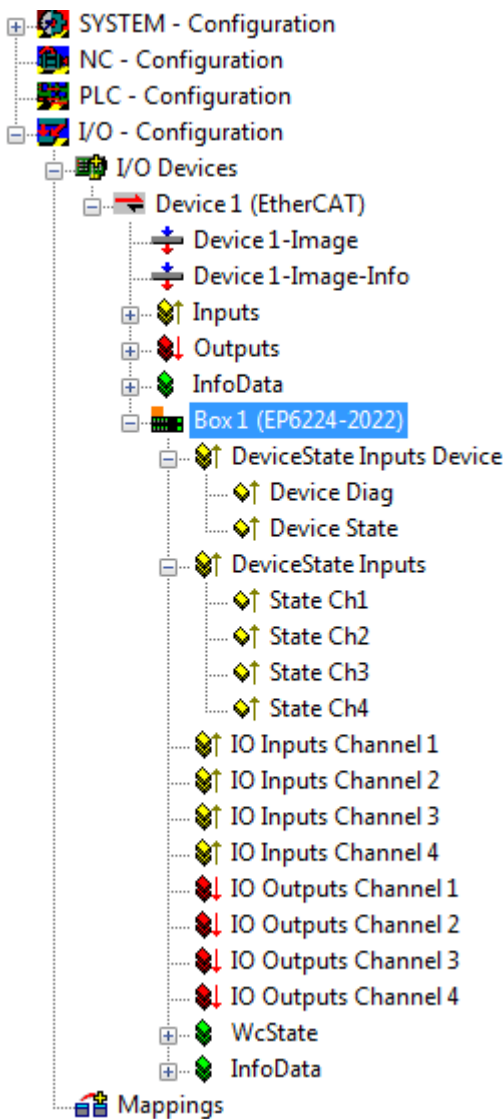 SYSTEM - Configuration
NC - Configuration
PLC - Configuration
I/O - Configuration
I/O Devices
Device 1 (EtherCAT)
Device 1-Image
Device 1-Image-Info
Inputs
Outputs
InfoData
Box 1 (EP6224-2022)
DeviceState Inputs Device
Device Diag
Device State
DeviceState Inputs
State Ch1
State Ch2
State Ch3
State Ch4
IO Inputs Channel 1
IO Inputs Channel 2
IO Inputs Channel 3
IO Inputs Channel 4
IO Outputs Channel 1
IO Outputs Channel 2
IO Outputs Channel 3
IO Outputs Channel 4
WcState
InfoData
Mappings